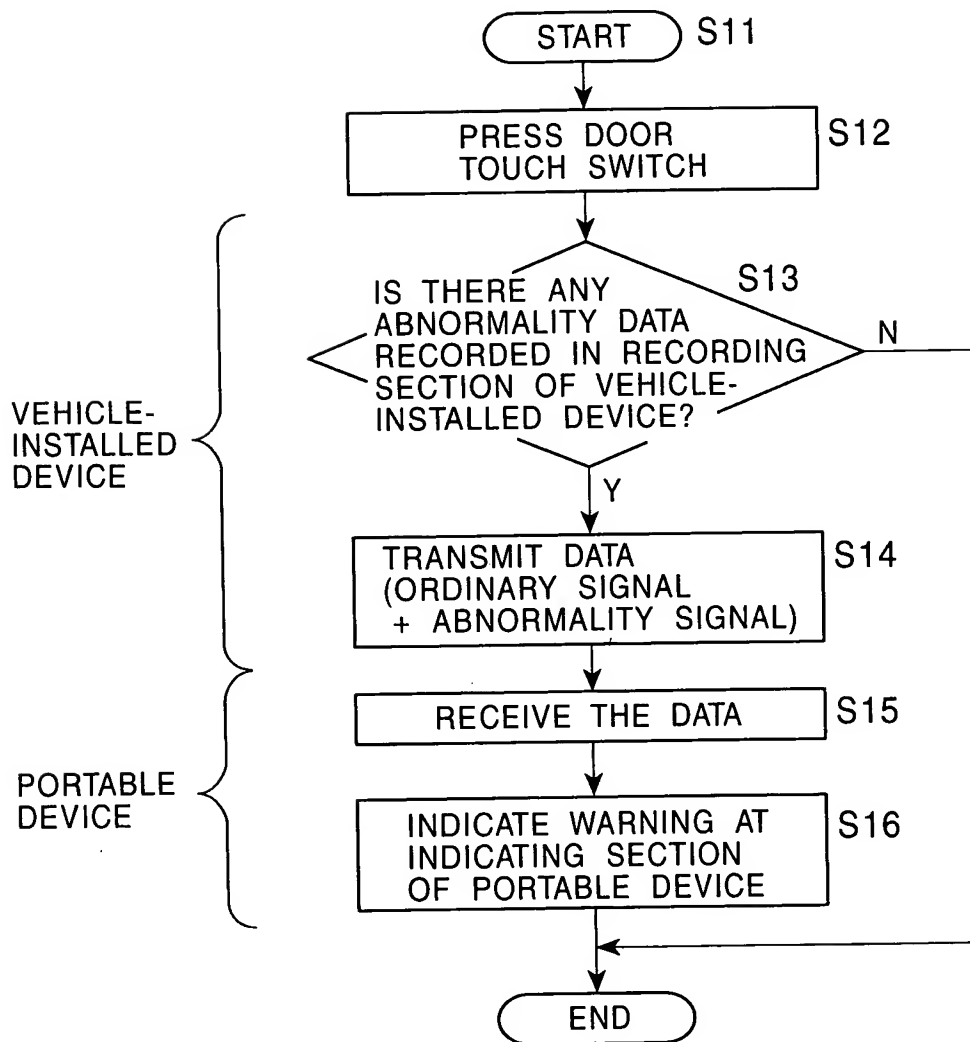 START
S11
PRESS DOOR
TOUCH SWITCH
S12
IS THERE ANY
ABNORMALITY DATA
RECORDED IN RECORDING
SECTION OF VEHICLE-
INSTALLED DEVICE?
S13
N
Y
VEHICLE-
INSTALLED
DEVICE
TRANSMIT DATA
(ORDINARY SIGNAL
+ ABNORMALITY SIGNAL)
S14
RECEIVE THE DATA
S15
PORTABLE
DEVICE
INDICATE WARNING AT
INDICATING SECTION
OF PORTABLE DEVICE
S16
END